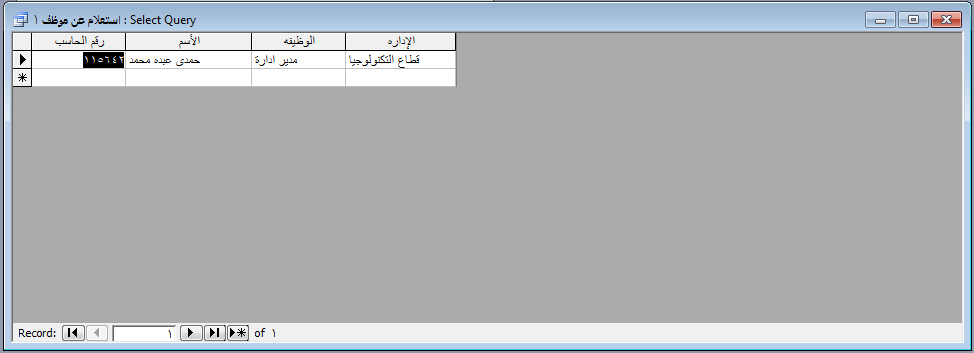 استعلام عن موظف ١ : Select Query
رقم الحاسب الأسم الوظيفه الإداره
١١٥٦٤٢ حمدى عبده محمد مدير ادارة قطاع التكنولوجيا
Record: ١ of ١